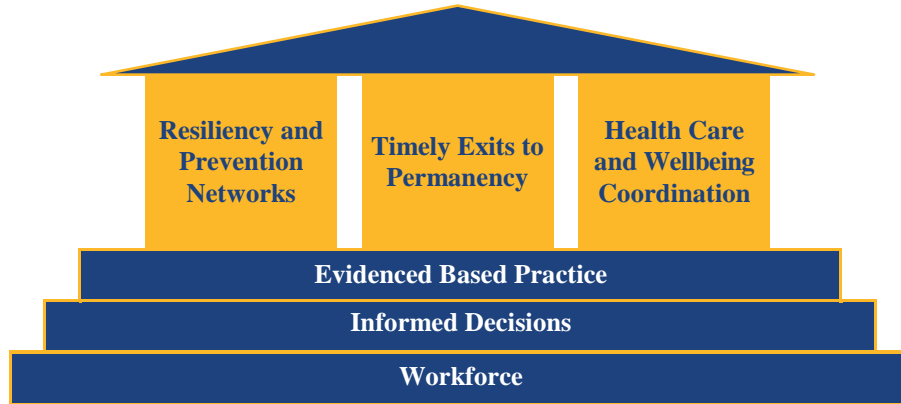 Resiliency and
Prevention
Networks
Timely Exits to
Permanency
Health Care
and Wellbeing
Coordination
Evidenced Based Practice
Informed Decisions
Workforce